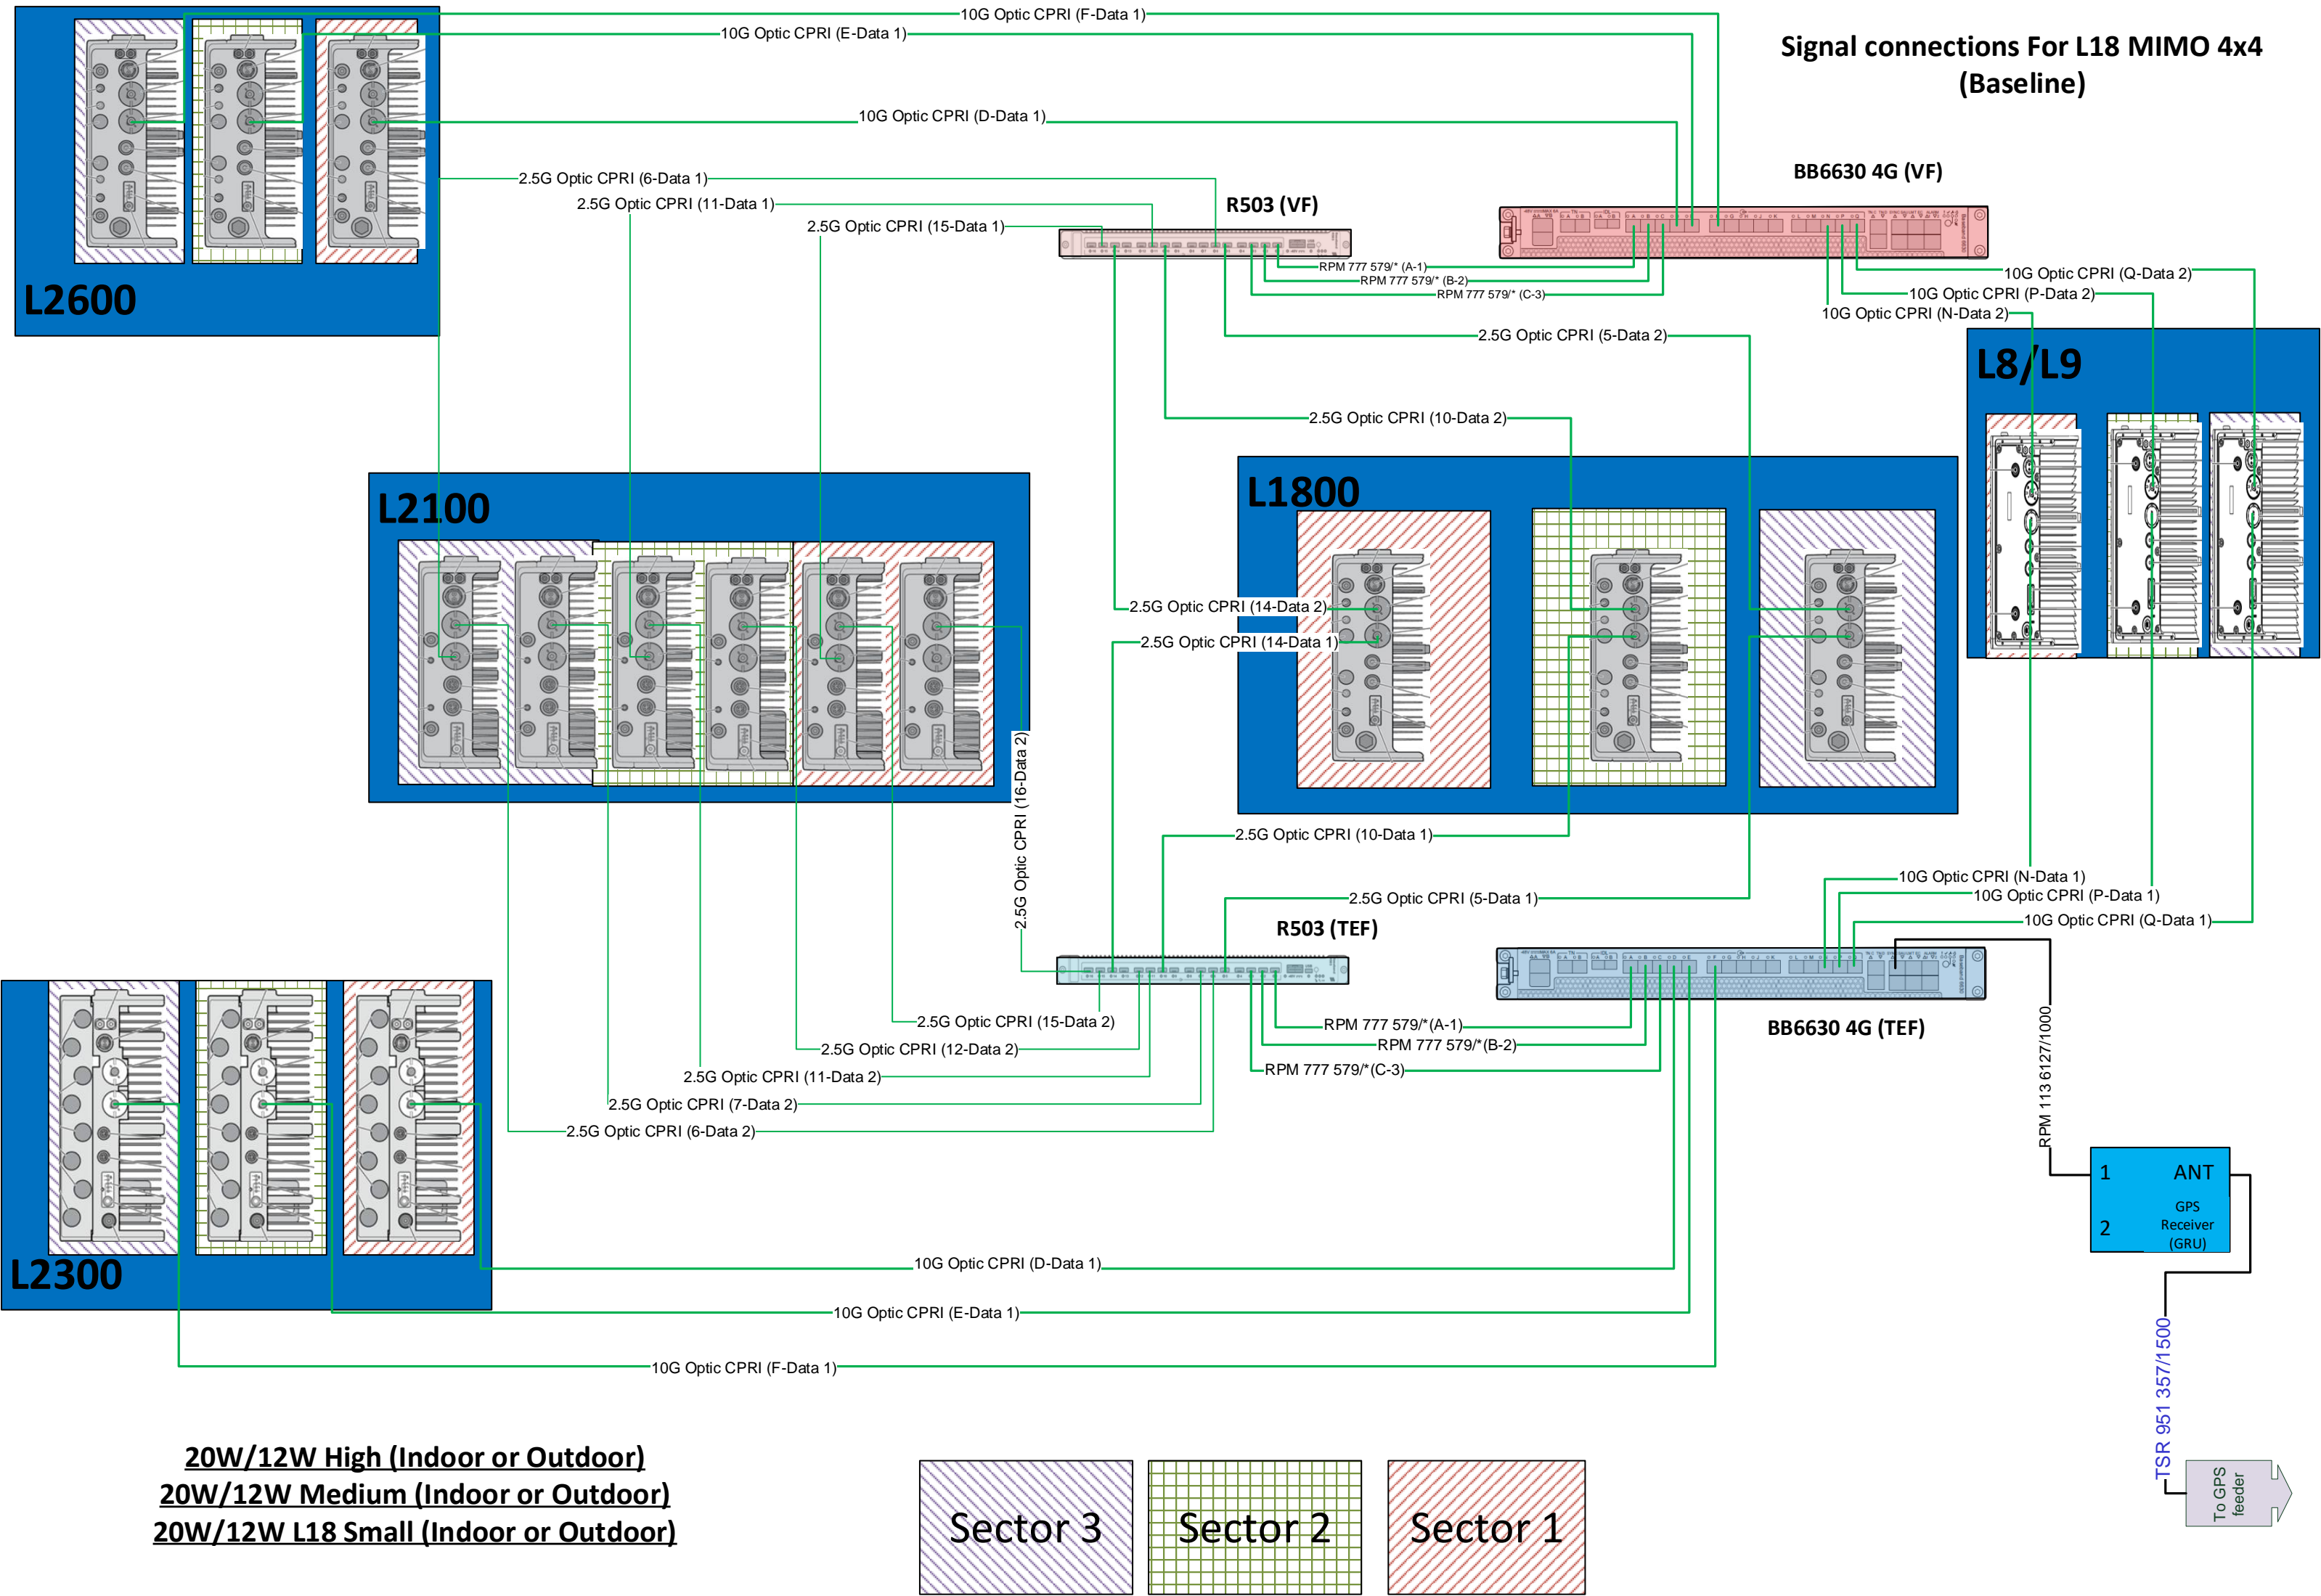 10G Optic CPRI (F-Data 1)
10G Optic CPRI (E-Data 1)
Signal connections For L18 MIMO 4x4
(Baseline)
10G Optic CPRI (D-Data 1)
BB6630 4G (VF)
2.5G Optic CPRI (6-Data 1)
2.5G Optic CPRI (11-Data 1)
R503 (VF)
2.5G Optic CPRI (15-Data 1)
RPM 777 579/* (A-1)
RPM 777 579/* (B-2)
RPM 777 579/* (C-3)
10G Optic CPRI (Q-Data 2)
10G Optic CPRI (P-Data 2)
10G Optic CPRI (N-Data 2)
L2600
2.5G Optic CPRI (5-Data 2)
L8/L9
2.5G Optic CPRI (10-Data 2)
L2100
L1800
2.5G Optic CPRI (14-Data 2)
2.5G Optic CPRI (14-Data 1)
2.5G Optic CPRI (16-Data 2)
2.5G Optic CPRI (10-Data 1)
10G Optic CPRI (N-Data 1)
10G Optic CPRI (P-Data 1)
2.5G Optic CPRI (5-Data 1)
10G Optic CPRI (Q-Data 1)
R503 (TEF)
2.5G Optic CPRI (15-Data 2)
RPM 777 579/*(A-1)
BB6630 4G (TEF)
2.5G Optic CPRI (12-Data 2)
RPM 777 579/*(B-2)
RPM 777 579/*(C-3)
2.5G Optic CPRI (11-Data 2)
2.5G Optic CPRI (7-Data 2)
2.5G Optic CPRI (6-Data 2)
RPM 113 6127/1000
1 ANT
GPS
2 Receiver
(GRU)
L2300
10G Optic CPRI (D-Data 1)
10G Optic CPRI (E-Data 1)
10G Optic CPRI (F-Data 1)
TSR 951 357/1500
To GPS
feeder
20W/12W High (Indoor or Outdoor)
20W/12W Medium (Indoor or Outdoor)
20W/12W L18 Small (Indoor or Outdoor)
Sector 3
Sector 2
Sector 1